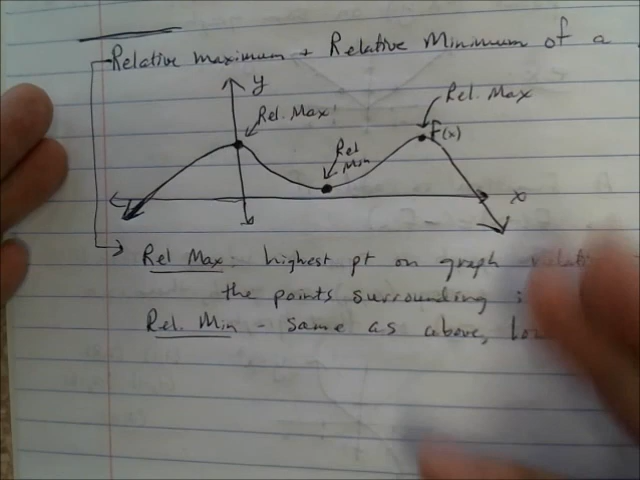 Relative maximum + Relative Minimum of a
y
Rel. Max
Rel. Max
f(x)
Rel
Min
x
Rel Max: highest pt on graph
the points surrounding
Rel. Min - same as above,